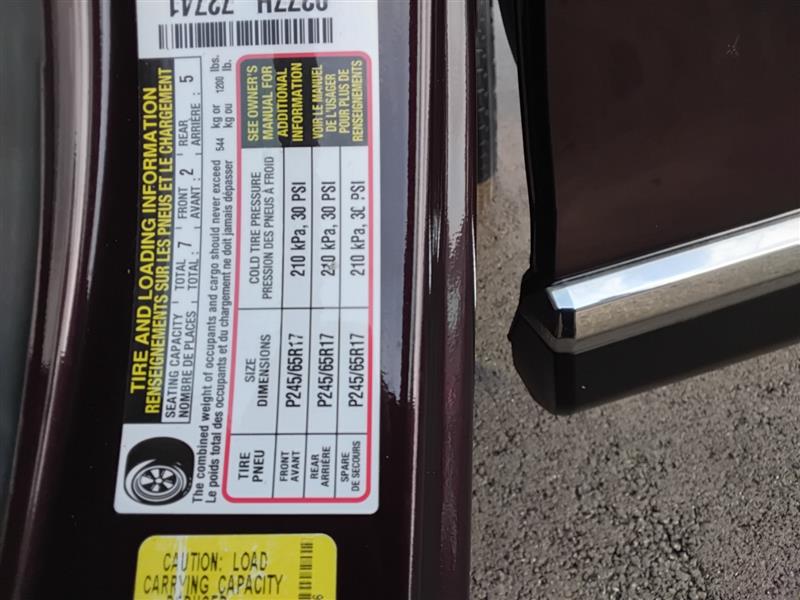 TIRE AND LOADING INFORMATION
RENSEIGNEMENTS SUR LES PNEUS ET LE CHARGEMENT
SEATING CAPACITY TOTAL 7 FRONT 2 REAR 5
NOMBRE DE PLACES TOTAL: AVANT: ARRIÈRE:
The combined weight of occupants and cargo should never exceed 544 kg or 1200 lbs.
Le poids total des occupants et du chargement ne doit jamais dépasser kg ou lb.
TIRE SIZE COLD TIRE PRESSURE
PNEU DIMENSIONS PRESSION DES PNEUS À FROID
FRONT
AVANT P245/65R17 210 kPa, 30 PSI
REAR
ARRIÈRE P245/65R17 210 kPa, 30 PSI
SPARE
DE SECOURS P245/65R17 210 kPa, 30 PSI
SEE OWNER'S
MANUAL FOR
ADDITIONAL
INFORMATION
VOIR LE MANUEL
DE L'USAGER
POUR PLUS DE
RENSEIGNEMENTS
CAUTION: LOAD
CARRYING CAPACITY